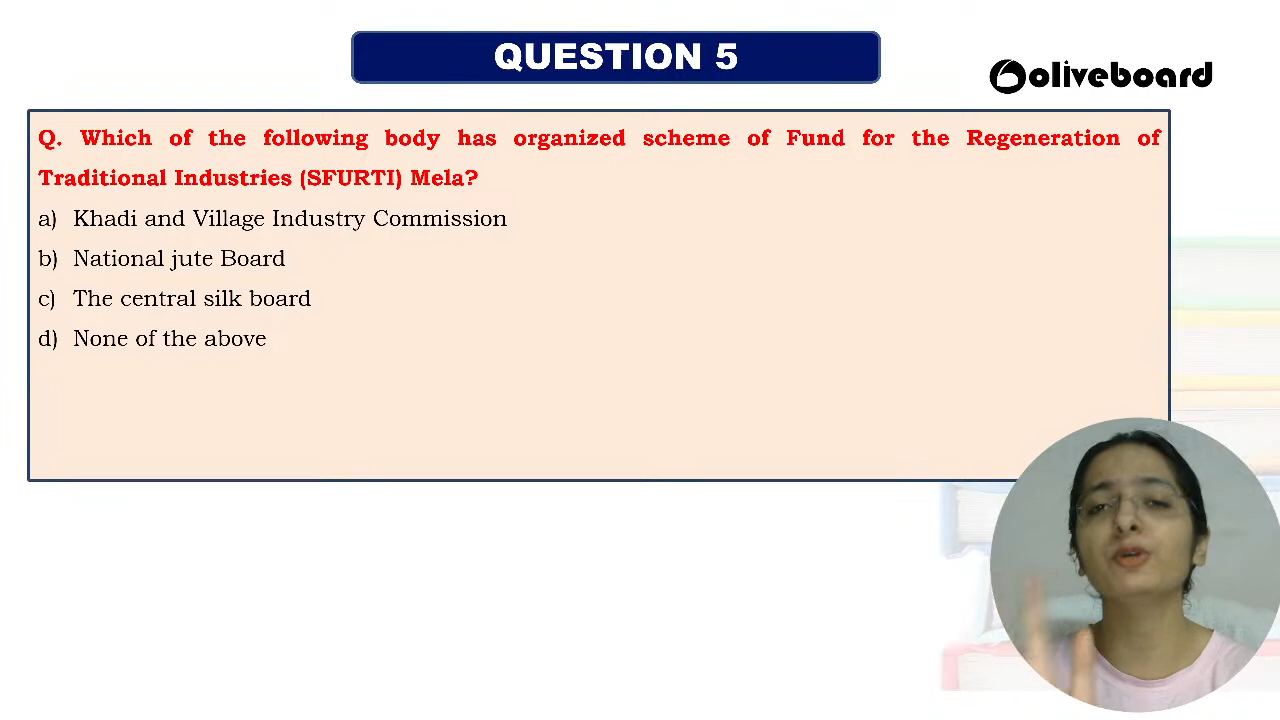 QUESTION 5
oliveboard
Q. Which of the following body has organized scheme of Fund for the Regeneration of
Traditional Industries (SFURTI) Mela?
a) Khadi and Village Industry Commission
b) National jute Board
c) The central silk board
d) None of the above